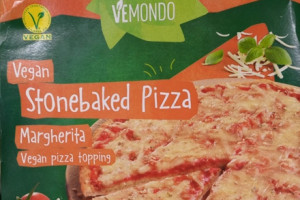 VEMONDO
VEGAN
Vegan
Stonebaked Pizza
Margherita
Vegan pizza topping